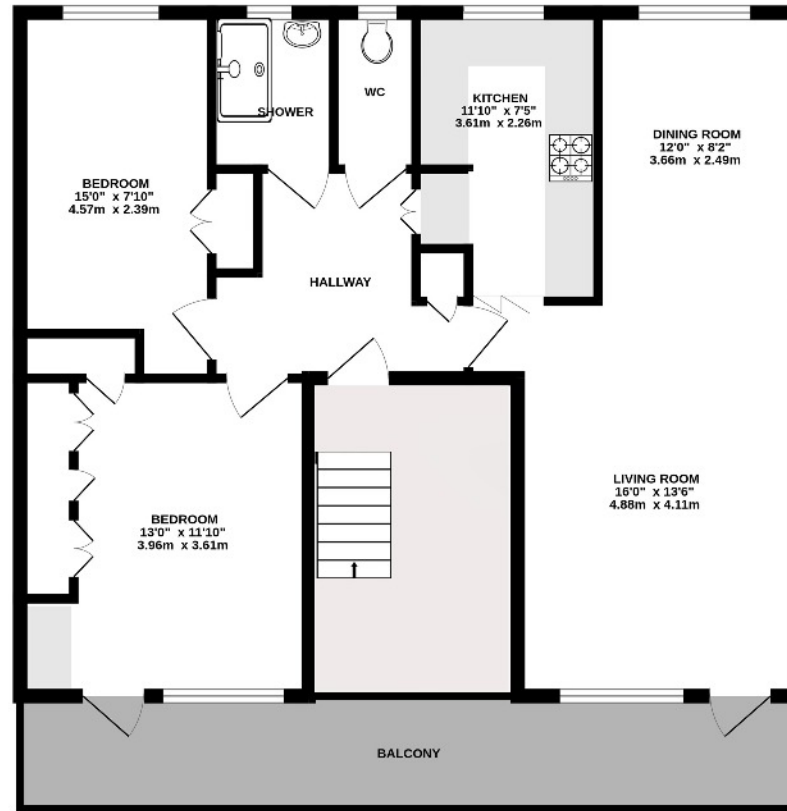 SHOWER
WC
KITCHEN
11'10" x 7'5"
3.61m x 2.26m
DINING ROOM
12'0" x 8'2"
3.66m x 2.49m
BEDROOM
15'0" x 7'10"
4.57m x 2.39m
HALLWAY
LIVING ROOM
16'0" x 13'6"
4.88m x 4.11m
BEDROOM
13'0" x 11'10"
3.96m x 3.61m
BALCONY